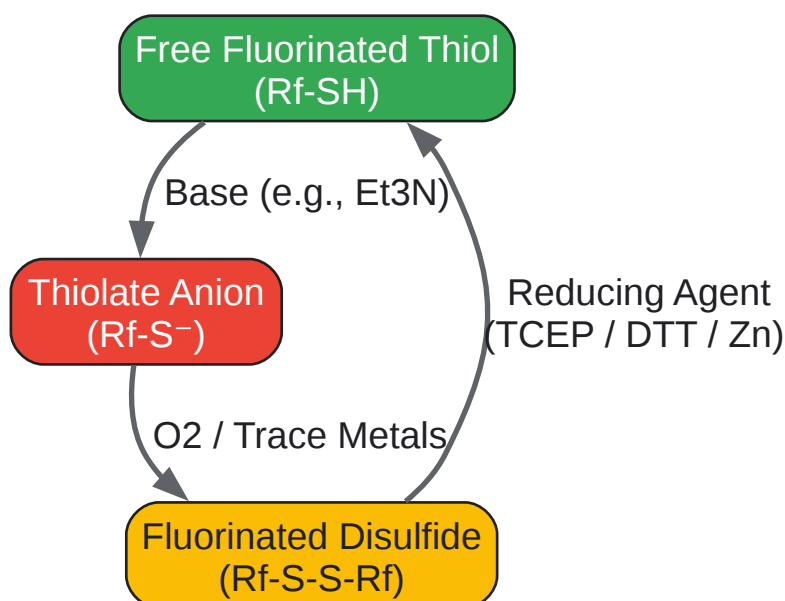 Free Fluorinated Thiol
(Rf-SH)
Base (e.g., Et3N)
Thiolate Anion
(Rf-S⁻)
Reducing Agent
(TCEP / DTT / Zn)
O2 / Trace Metals
Fluorinated Disulfide
(Rf-S-S-Rf)